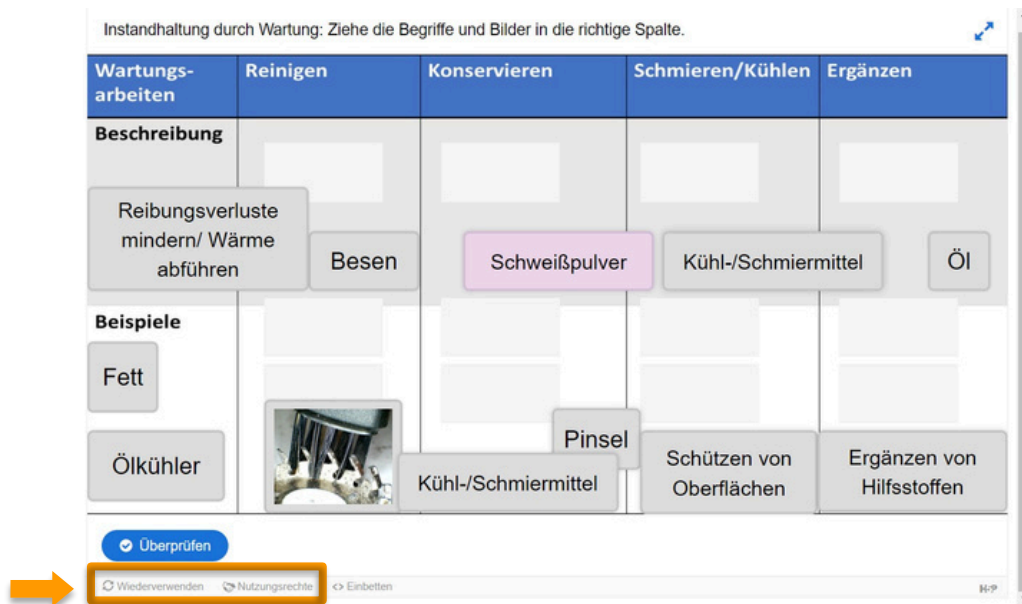 Instandhaltung durch Wartung: Ziehe die Begriffe und Bilder in die richtige Spalte.
Wartungs-
arbeiten
Reinigen
Konservieren
Schmieren/Kühlen
Ergänzen
Beschreibung
Reibungsverluste
mindern/ Wärme
abführen
Besen
Schweißpulver
Kühl-/Schmiermittel
Öl
Beispiele
Fett
Ölkühler
Pinsel
Kühl-/Schmiermittel
Schützen von
Oberflächen
Ergänzen von
Hilfsstoffen
Überprüfen
Wiederverwenden
Nutzungsrechte
<> Einbetten
H5P